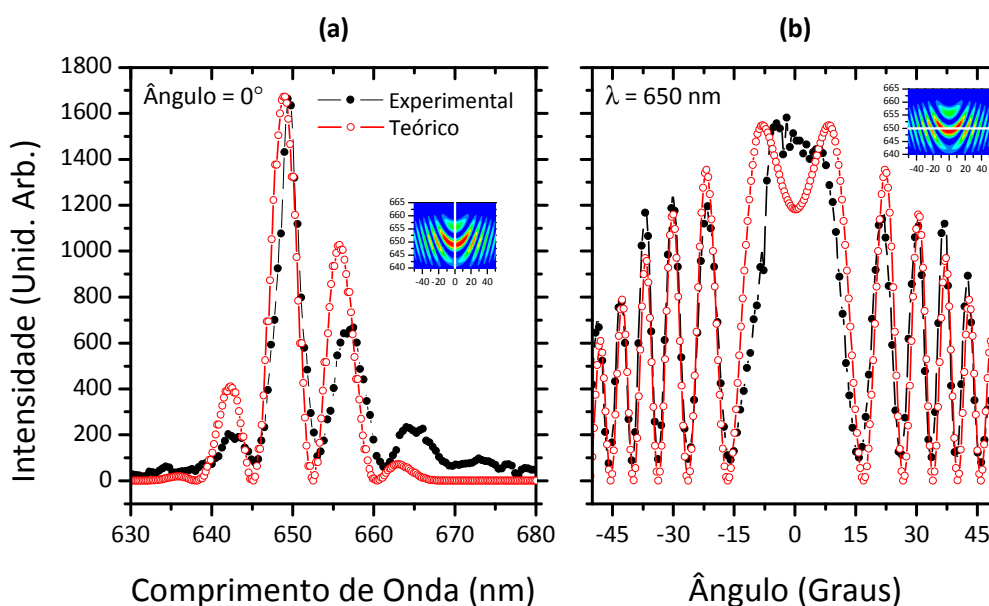 (a)
(b)
Intensidade (Unid. Arb.)
1800
1600
1400
1200
1000
800
600
400
200
0
Ângulo = 0°
Experimental
Teórico
665
660
655
650
645
640
-40 -20 0 20 40
630 640 650 660 670 680
Comprimento de Onda (nm)
λ = 650 nm
665
660
655
650
645
640
-40 -20 0 20 40
-45 -30 -15 0 15 30 45
Ângulo (Graus)